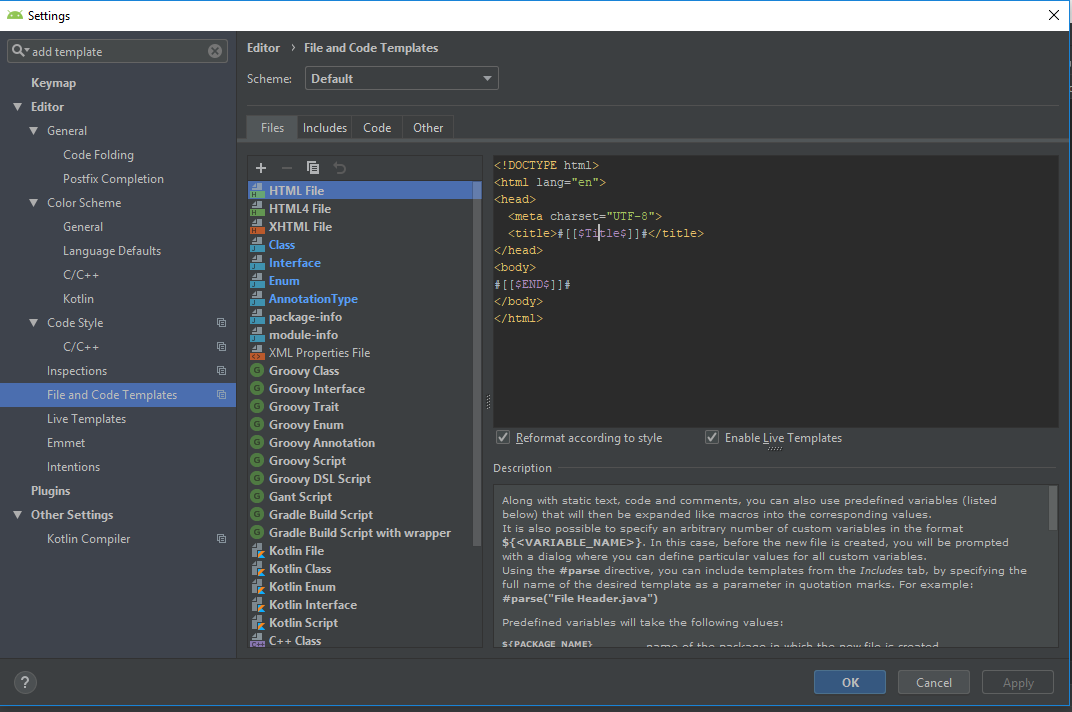 Settings
add template
Keymap
Editor
General
Code Folding
Postfix Completion
Color Scheme
General
Language Defaults
C/C++
Kotlin
Code Style
C/C++
Inspections
File and Code Templates
Live Templates
Emmet
Intentions
Plugins
Other Settings
Kotlin Compiler
Editor › File and Code Templates
Scheme: Default
Files Includes Code Other
HTML File
HTML4 File
XHTML File
Class
Interface
Enum
AnnotationType
package-info
module-info
XML Properties File
Groovy Class
Groovy Interface
Groovy Trait
Groovy Enum
Groovy Annotation
Groovy Script
Groovy DSL Script
Gant Script
Gradle Build Script
Gradle Build Script with wrapper
Kotlin File
Kotlin Class
Kotlin Enum
Kotlin Interface
Kotlin Script
C++ Class
<!DOCTYPE html>
<html lang="en">
<head>
  <meta charset="UTF-8">
  <title>#[[$Title$]]#</title>
</head>
<body>
#[[$END$]]#
</body>
</html>
Reformat according to style Enable Live Templates
Description
Along with static text, code and comments, you can also use predefined variables (listed
below) that will then be expanded like macros into the corresponding values.
It is also possible to specify an arbitrary number of custom variables in the format
${<VARIABLE_NAME>}. In this case, before the new file is created, you will be prompted
with a dialog where you can define particular values for all custom variables.
Using the #parse directive, you can include templates from the Includes tab, by specifying the
full name of the desired template as a parameter in quotation marks. For example:
#parse("File Header.java")
Predefined variables will take the following values:
${PACKAGE_NAME} name of the package in which the new file is created
? OK Cancel Apply